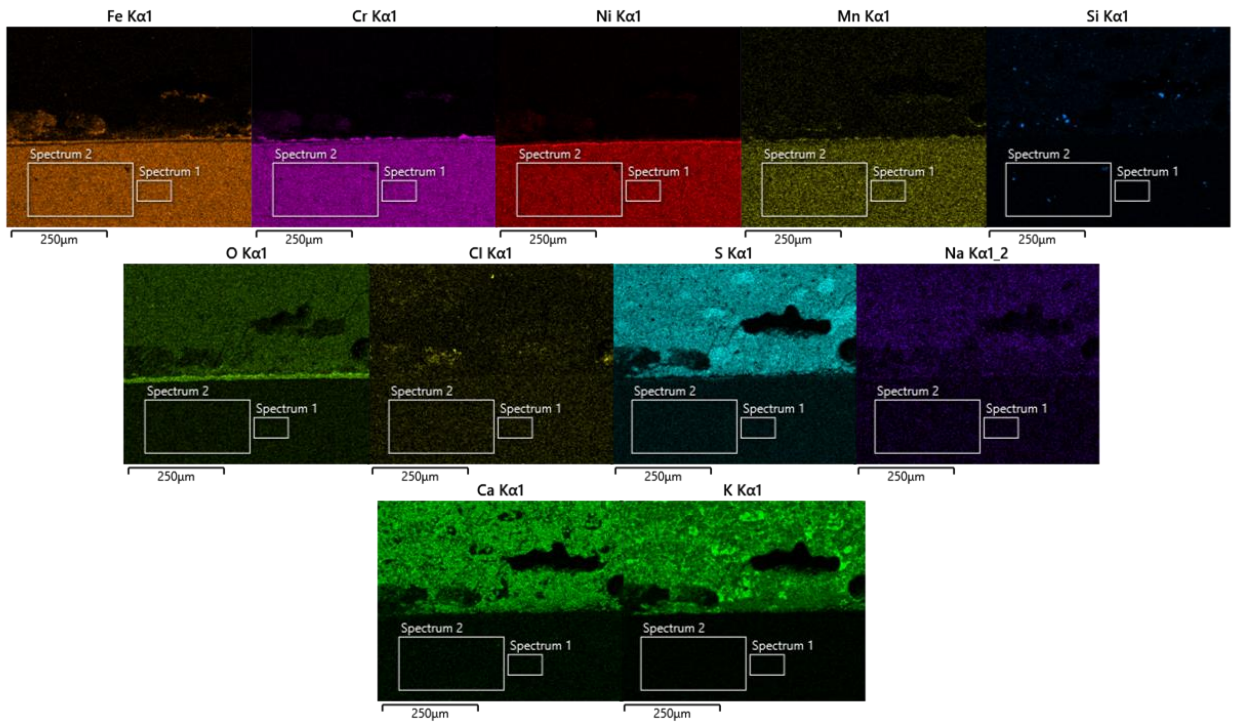 Fe Kα1 Cr Kα1 Ni Kα1 Mn Kα1 Si Kα1
Spectrum 2 Spectrum 2 Spectrum 2 Spectrum 2 Spectrum 2
Spectrum 1 Spectrum 1 Spectrum 1 Spectrum 1 Spectrum 1
250μm 250μm 250μm 250μm 250μm
O Kα1 Cl Kα1 S Kα1 Na Kα1_2
Spectrum 2 Spectrum 2 Spectrum 2 Spectrum 2
Spectrum 1 Spectrum 1 Spectrum 1 Spectrum 1
250μm 250μm 250μm 250μm
Ca Kα1 K Kα1
Spectrum 2 Spectrum 2
Spectrum 1 Spectrum 1
250μm 250μm